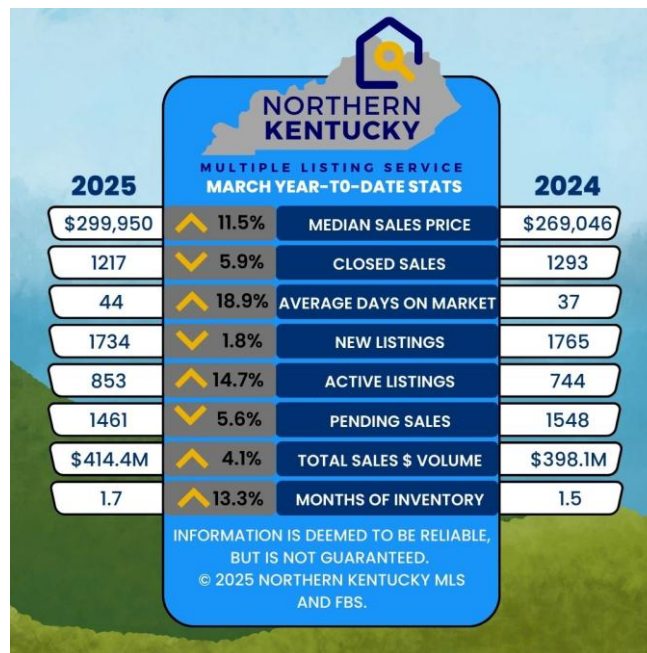 NORTHERN
KENTUCKY
MULTIPLE LISTING SERVICE
2025 MARCH YEAR-TO-DATE STATS 2024
$299,950 11.5% MEDIAN SALES PRICE $269,046
1217 5.9% CLOSED SALES 1293
44 18.9% AVERAGE DAYS ON MARKET 37
1734 1.8% NEW LISTINGS 1765
853 14.7% ACTIVE LISTINGS 744
1461 5.6% PENDING SALES 1548
$414.4M 4.1% TOTAL SALES $ VOLUME $398.1M
1.7 13.3% MONTHS OF INVENTORY 1.5
INFORMATION IS DEEMED TO BE RELIABLE,
BUT IS NOT GUARANTEED.
© 2025 NORTHERN KENTUCKY MLS
AND FBS.